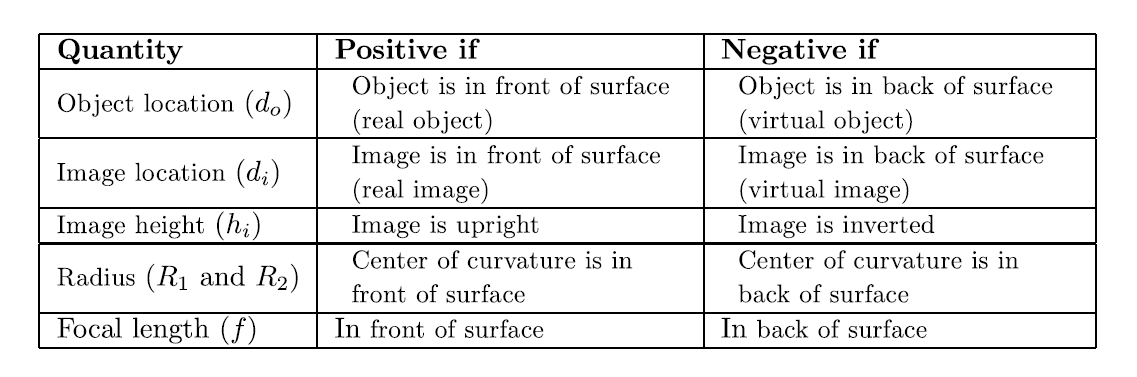 Quantity Positive if Negative if
Object location (d_o) Object is in front of surface Object is in back of surface
(real object) (virtual object)
Image location (d_i) Image is in front of surface Image is in back of surface
(real image) (virtual image)
Image height (h_i) Image is upright Image is inverted
Radius (R_1 and R_2) Center of curvature is in Center of curvature is in
front of surface back of surface
Focal length (f) In front of surface In back of surface